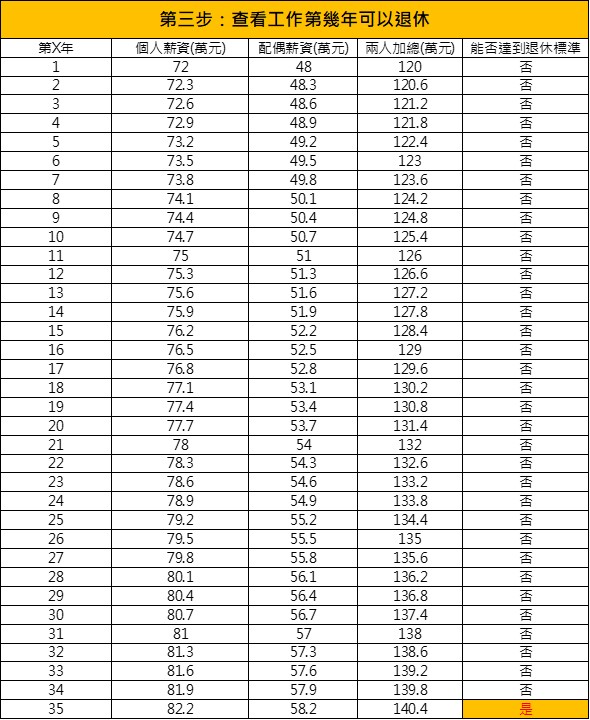 第三步：查看工作第幾年可以退休
第X年 個人薪資(萬元) 配偶薪資(萬元) 兩人加總(萬元) 能否達到退休標準
1 72 48 120 否
2 72.3 48.3 120.6 否
3 72.6 48.6 121.2 否
4 72.9 48.9 121.8 否
5 73.2 49.2 122.4 否
6 73.5 49.5 123 否
7 73.8 49.8 123.6 否
8 74.1 50.1 124.2 否
9 74.4 50.4 124.8 否
10 74.7 50.7 125.4 否
11 75 51 126 否
12 75.3 51.3 126.6 否
13 75.6 51.6 127.2 否
14 75.9 51.9 127.8 否
15 76.2 52.2 128.4 否
16 76.5 52.5 129 否
17 76.8 52.8 129.6 否
18 77.1 53.1 130.2 否
19 77.4 53.4 130.8 否
20 77.7 53.7 131.4 否
21 78 54 132 否
22 78.3 54.3 132.6 否
23 78.6 54.6 133.2 否
24 78.9 54.9 133.8 否
25 79.2 55.2 134.4 否
26 79.5 55.5 135 否
27 79.8 55.8 135.6 否
28 80.1 56.1 136.2 否
29 80.4 56.4 136.8 否
30 80.7 56.7 137.4 否
31 81 57 138 否
32 81.3 57.3 138.6 否
33 81.6 57.6 139.2 否
34 81.9 57.9 139.8 否
35 82.2 58.2 140.4 是